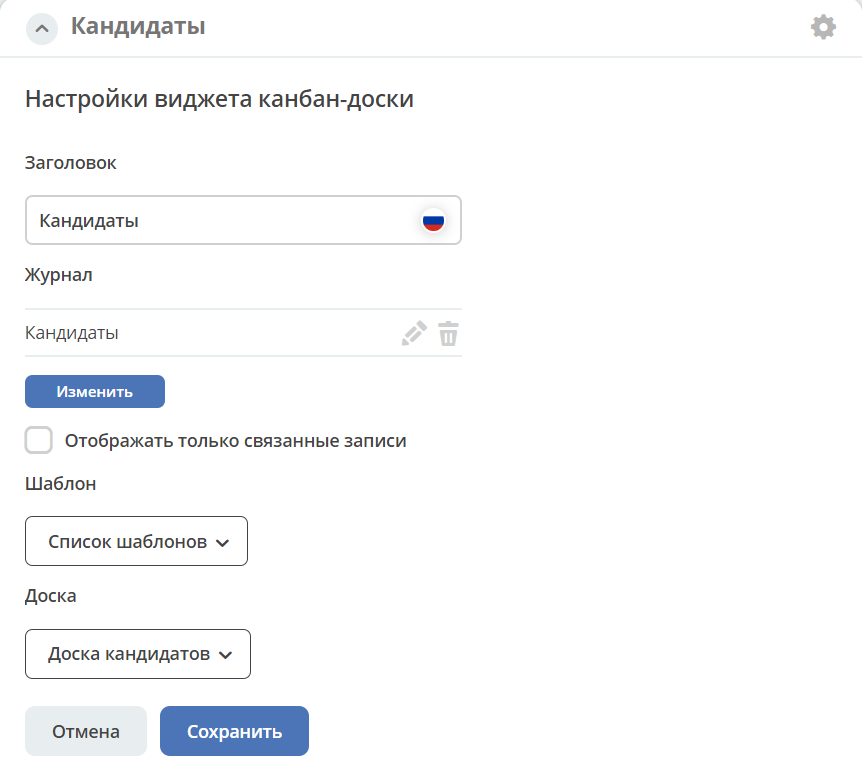 Кандидаты
Настройки виджета канбан-доски
Заголовок
Кандидаты
Журнал
Кандидаты
Изменить
Отображать только связанные записи
Шаблон
Список шаблонов
Доска
Доска кандидатов
Отмена Сохранить